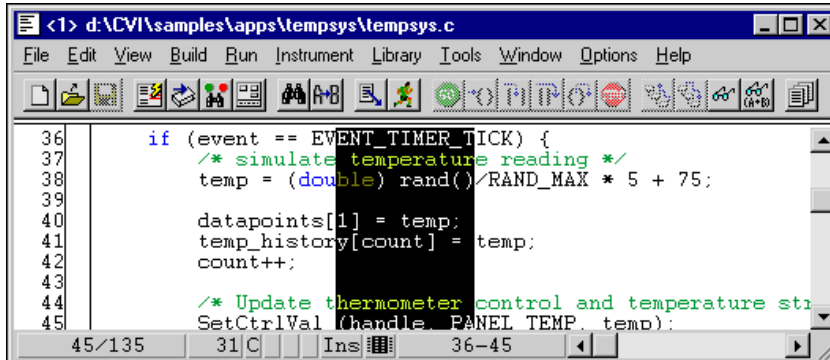 <1> d:\CVI\samples\apps\tempsys\tempsys.c
File Edit View Build Run Instrument Library Tools Window Options Help
A→B
(A→B)
36 if (event == EVENT_TIMER_TICK) {
37 /* simulate temperature reading */
38 temp = (double) rand()/RAND_MAX * 5 + 75;
39
40 datapoints[1] = temp;
41 temp_history[count] = temp;
42 count++;
43
44 /* Update thermometer control and temperature str
45 SetCtrlVal (handle, PANEL_TEMP, temp);
45/135 31 C Ins 36-45